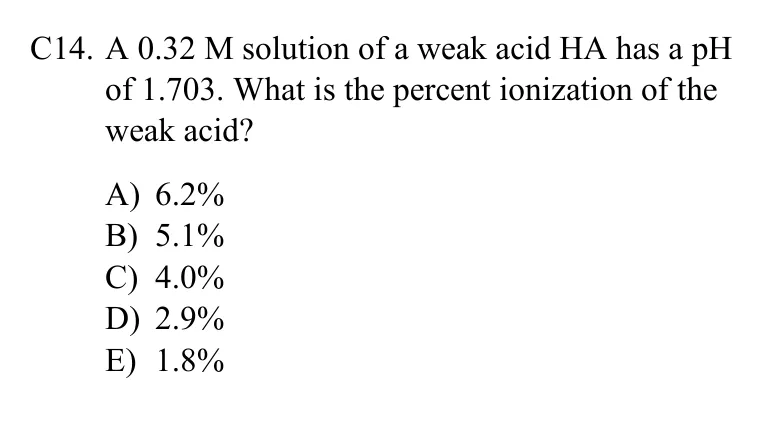 C14. A 0.32 M solution of a weak acid HA has a pH
of 1.703. What is the percent ionization of the
weak acid?
A) 6.2%
B) 5.1%
C) 4.0%
D) 2.9%
E) 1.8%